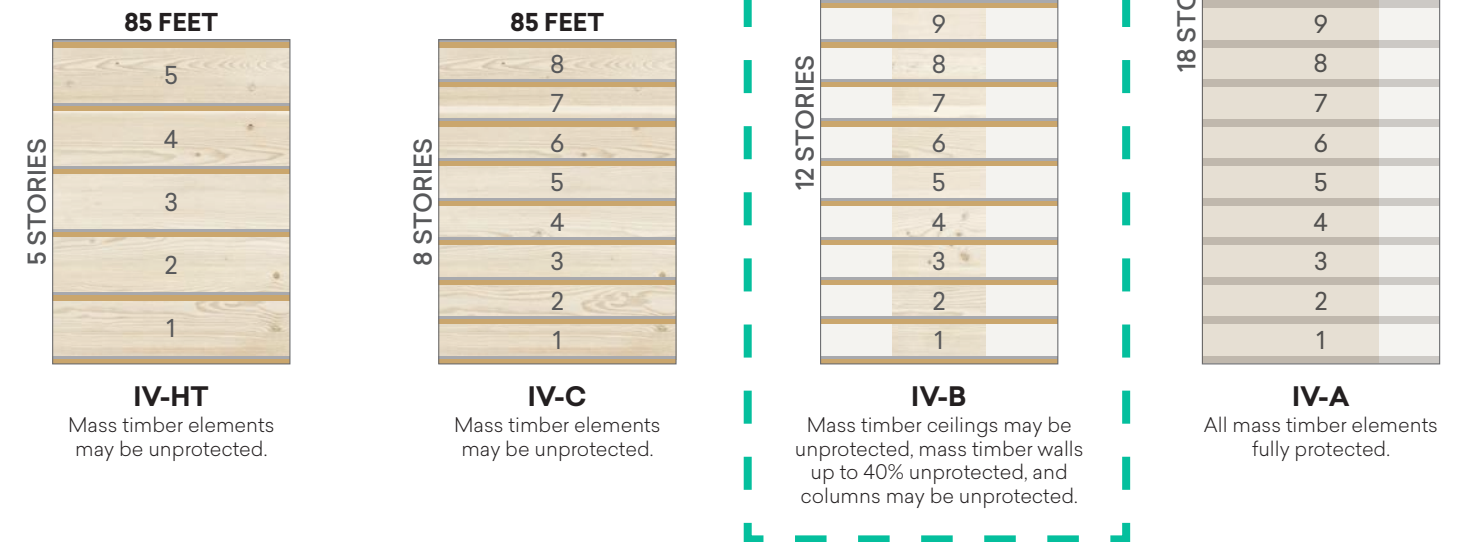 85 FEET
5 STORIES
5
4
3
2
1
IV-HT
Mass timber elements
may be unprotected.
85 FEET
8 STORIES
8
7
6
5
4
3
2
1
IV-C
Mass timber elements
may be unprotected.
12 STORIES
9
8
7
6
5
4
3
2
1
IV-B
Mass timber ceilings may be
unprotected, mass timber walls
up to 40% unprotected, and
columns may be unprotected.
18 STO
9
8
7
6
5
4
3
2
1
IV-A
All mass timber elements
fully protected.